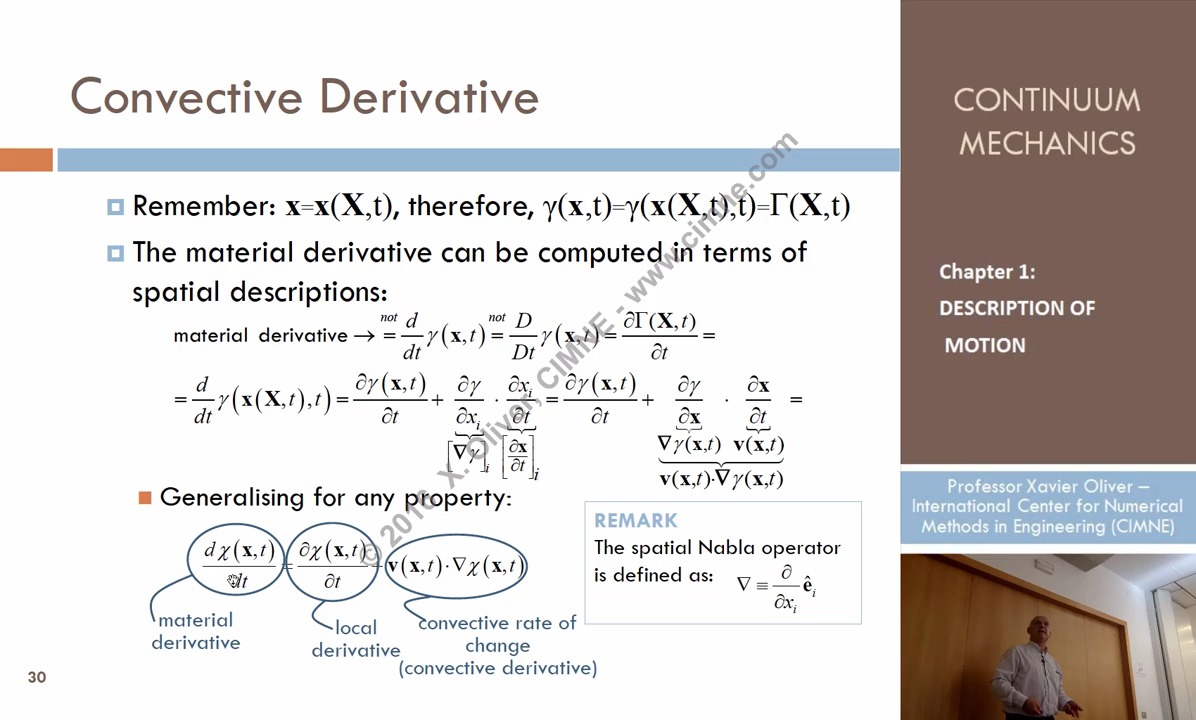 Convective Derivative
Remember: x=x(X,t), therefore, γ(x,t)=γ(x(X,t),t)=Γ(X,t)
The material derivative can be computed in terms of
spatial descriptions:
material derivative → =^{not} d/dt γ(x,t) =^{not} D/Dt γ(x,t) = ∂Γ(X,t)/∂t =
= d/dt γ(x(X,t),t) = ∂γ(x,t)/∂t + ∂γ/∂x_i · ∂x_i/∂t = ∂γ(x,t)/∂t + ∂γ/∂x · ∂x/∂t =
[∇γ]_i [∂x/∂t]_i ∇γ(x,t) v(x,t)
v(x,t)·∇γ(x,t)
Generalising for any property:
dχ(x,t)/dt = ∂χ(x,t)/∂t + v(x,t)·∇χ(x,t)
material
derivative
local
derivative
convective rate of
change
(convective derivative)
REMARK
The spatial Nabla operator
is defined as: ∇ ≡ ∂/∂x_i ê_i
30
© 2016 X. Oliver, CIMNE - www.cimne.com
CONTINUUM
MECHANICS
Chapter 1:
DESCRIPTION OF
MOTION
Professor Xavier Oliver –
International Center for Numerical
Methods in Engineering (CIMNE)